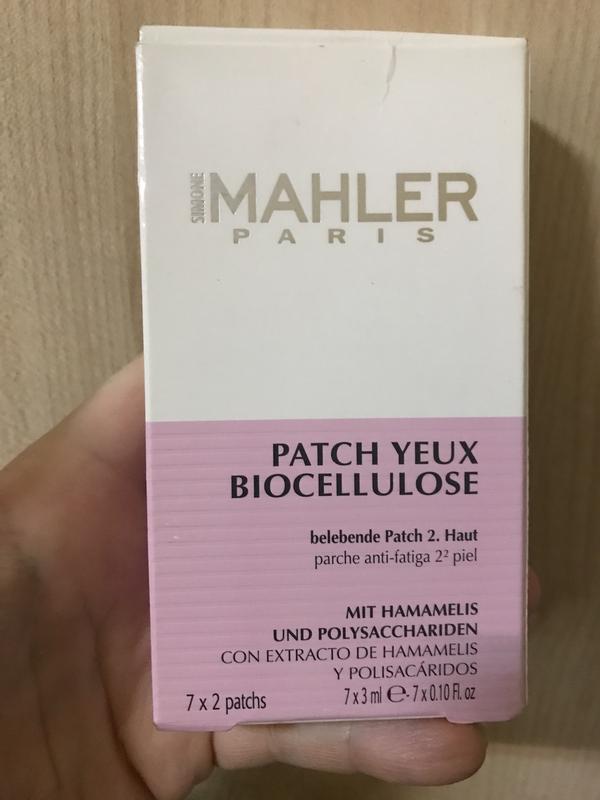 SIMONE
MAHLER
PARIS
PATCH YEUX
BIOCELLULOSE
belebende Patch 2. Haut
parche anti-fatiga 2² piel
MIT HAMAMELIS
UND POLYSACCHARIDEN
CON EXTRACTO DE HAMAMELIS
Y POLISACÁRIDOS
7 x 2 patchs 7 x 3 ml ℮- 7 x 0.10 Fl. oz